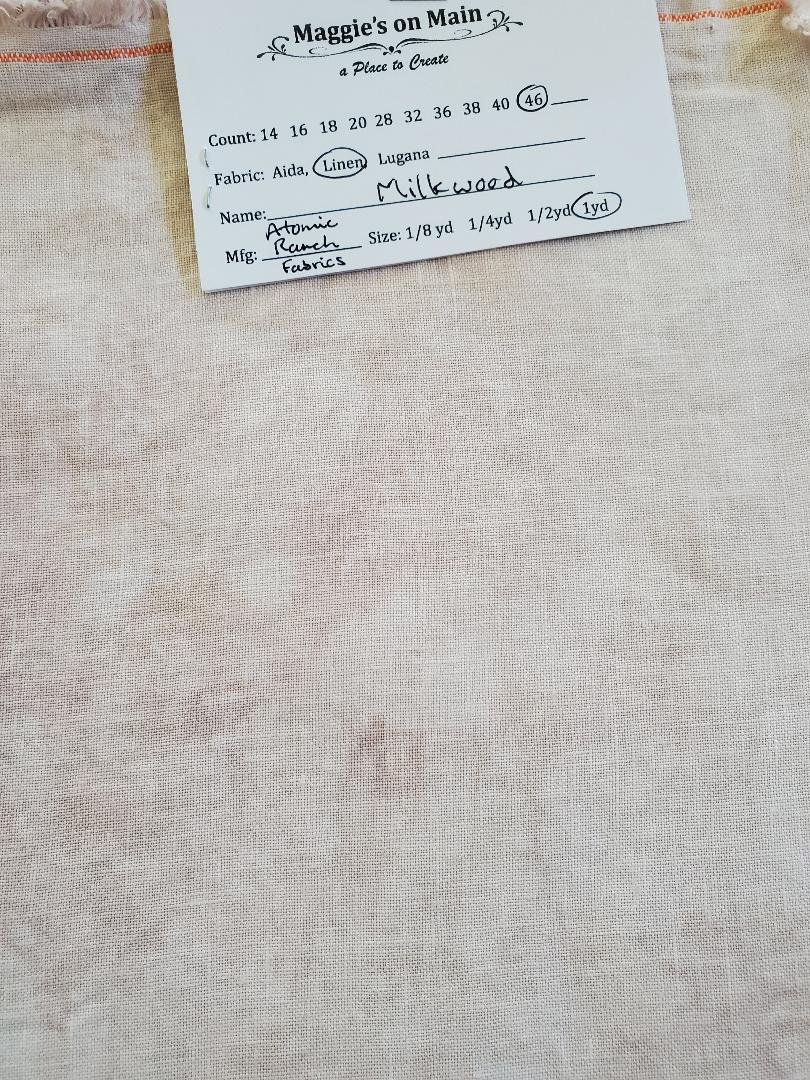 Maggie's on Main
a Place to Create
Count: 14 16 18 20 28 32 36 38 40 46
Fabric: Aida, Linen, Lugana
Name: Milkwood
Mfg: Atomic Ranch Fabrics Size: 1/8 yd 1/4yd 1/2yd 1yd